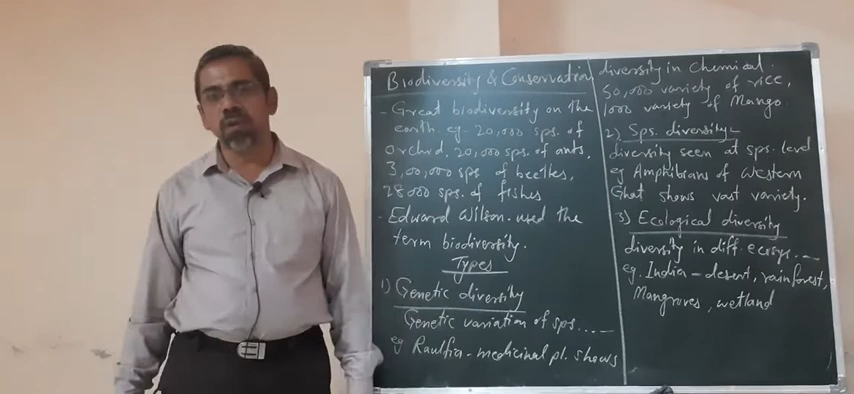 Biodiversity & Conservation
- Great biodiversity on the
earth. eg. 20,000 sps. of
orchrd. 20,000 sps. of ants,
3,00,000 sps of beetles,
28000 sps. of fishes
- Edward Wilson. used the
term biodiversity.
Types
1) Genetic diversity
Genetic variation of sps.....
eg Raulfia - medicinal pl. shows
diversity in Chemical.
50,000 variety of rice,
1000 variety of Mango.
2) Sps. diversity -
diversity seen at sps. level
eg Amphibians of Western
Ghat shows vast variety.
3) Ecological diversity
diversity in diff. ecosys....
eg. India - desert, rainforest,
Mangroves, wetland